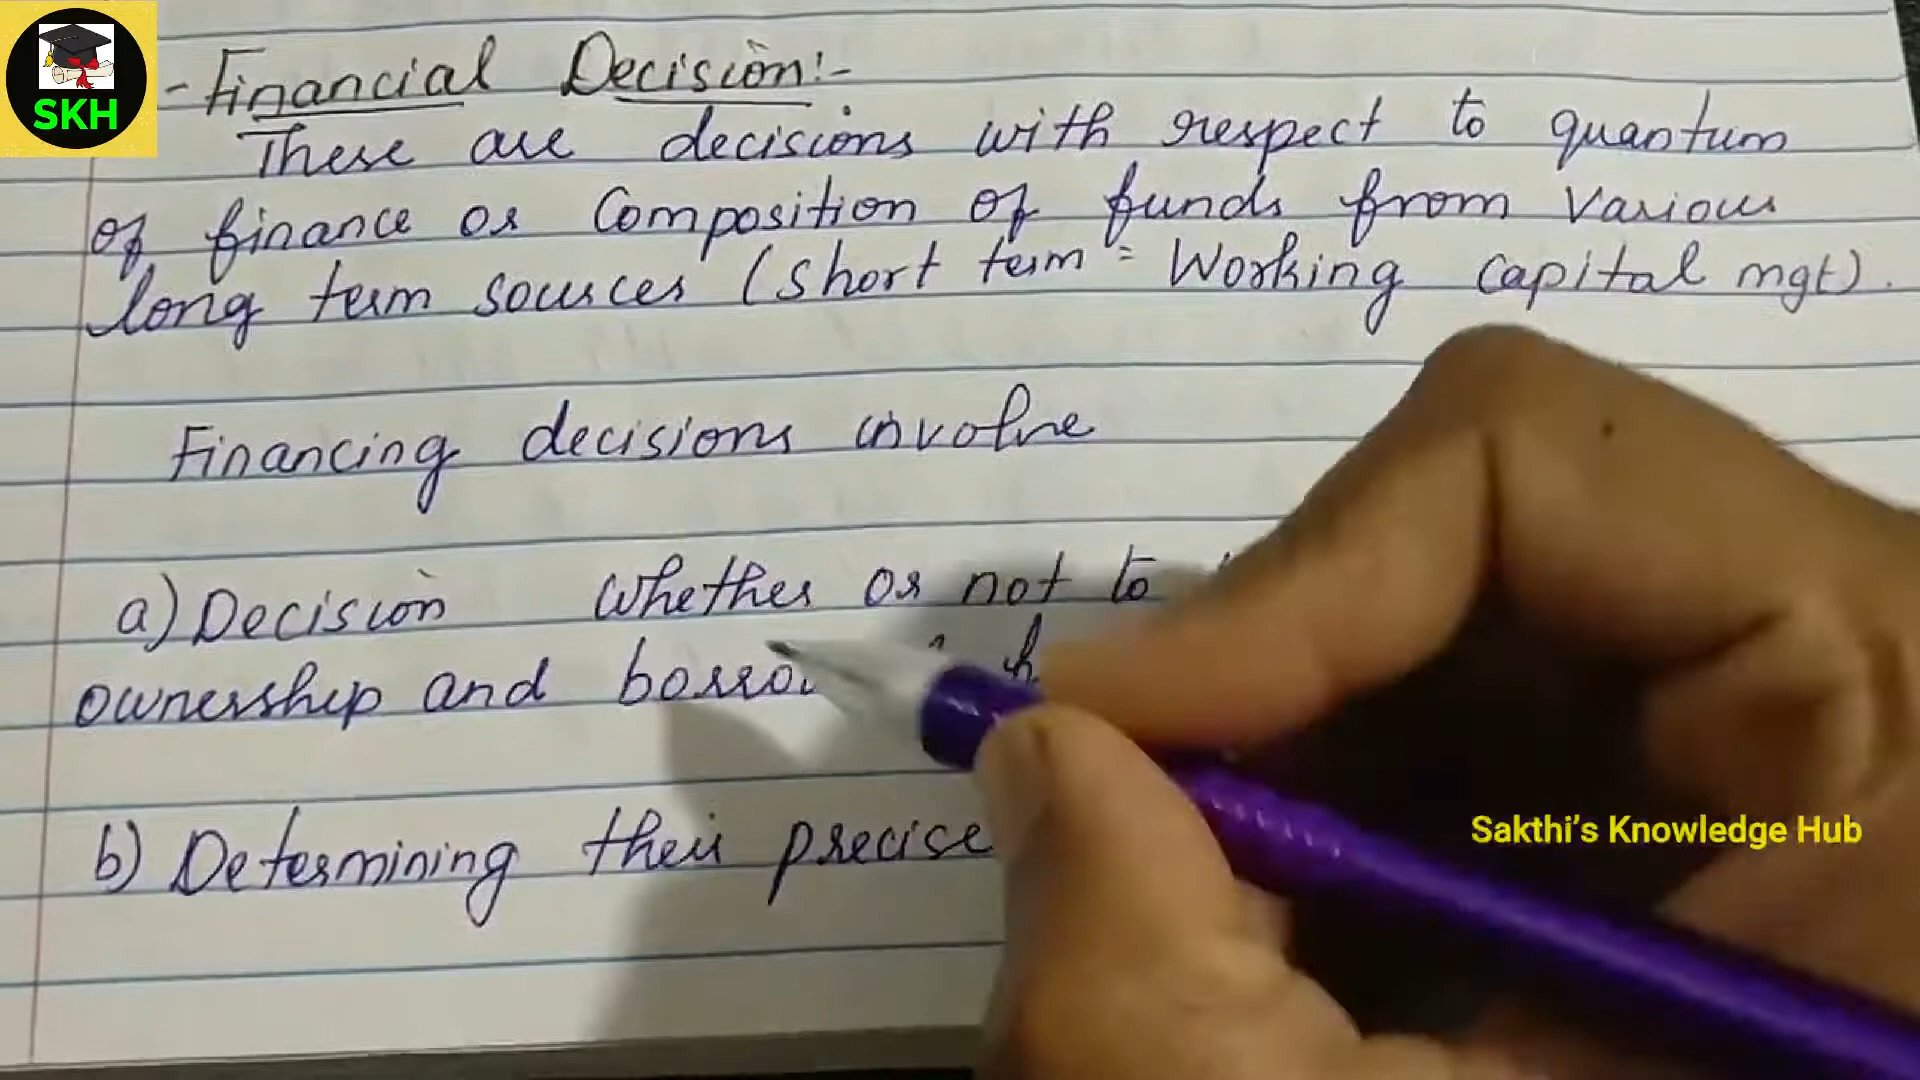 SKH
- Financial Decision:-
These are decisions with respect to quantum
of finance or Composition of funds from various
long term sources (short term = Working capital mgt).
Financing decisions involve
a) Decision whether or not to
ownership and
b) Determining their precise
Sakthi's Knowledge Hub